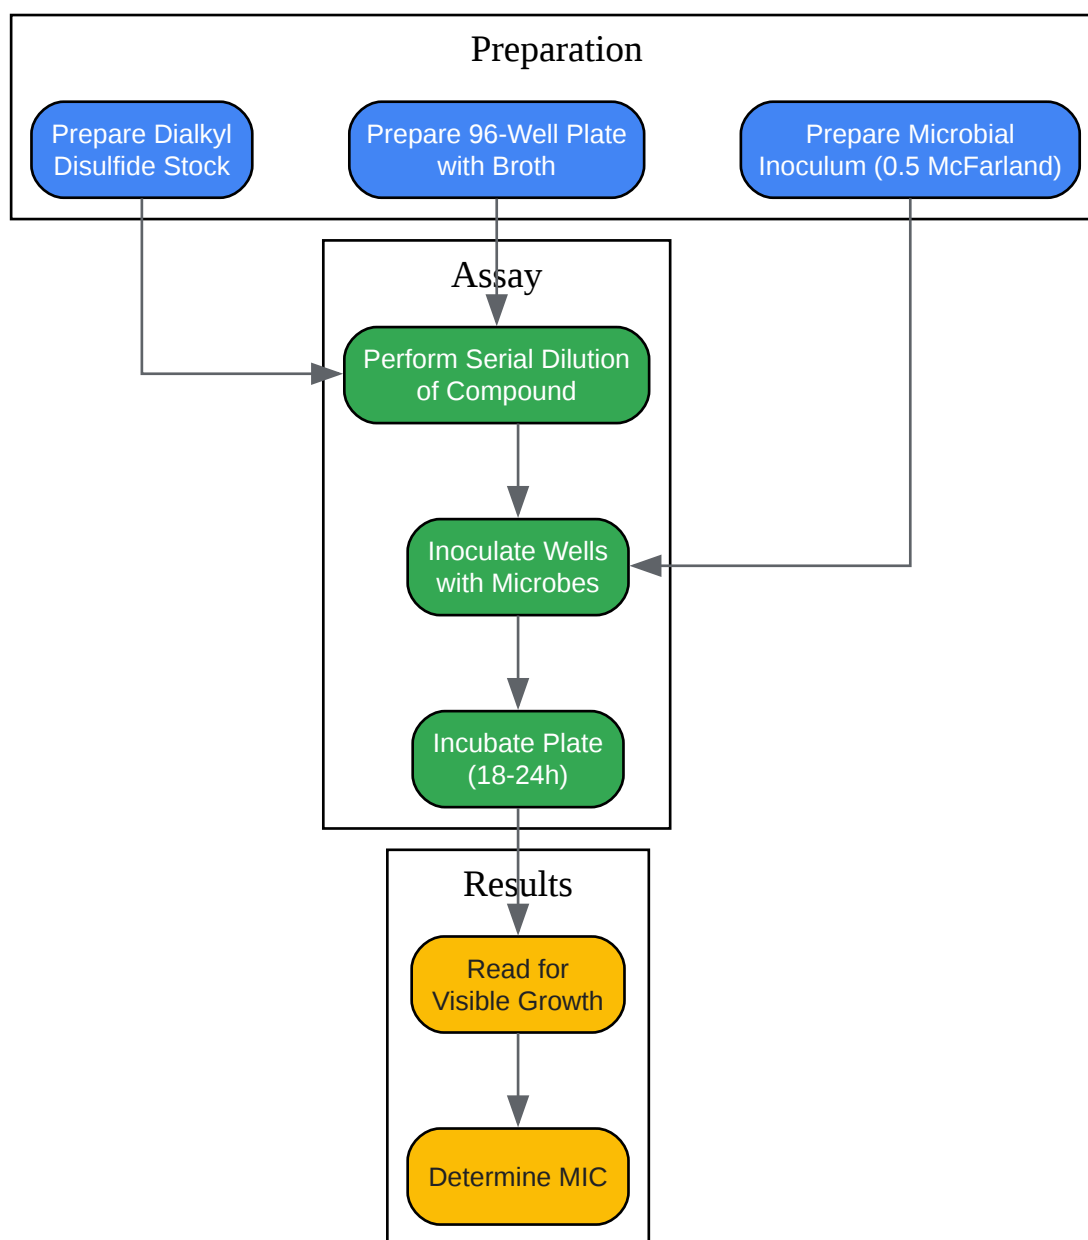 Preparation
Prepare Dialkyl
Disulfide Stock
Prepare 96-Well Plate
with Broth
Prepare Microbial
Inoculum (0.5 McFarland)
Assay
Perform Serial Dilution
of Compound
Inoculate Wells
with Microbes
Incubate Plate
(18-24h)
Results
Read for
Visible Growth
Determine MIC